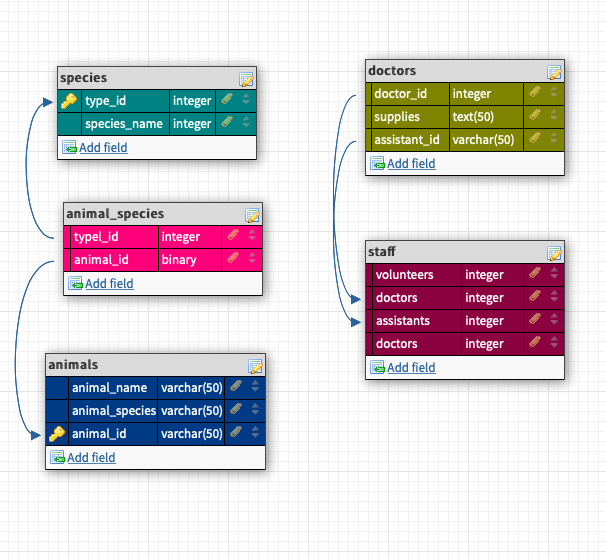 species
type_id integer
species_name integer
Add field
animal_species
typel_id integer
animal_id binary
Add field
animals
animal_name varchar(50)
animal_species varchar(50)
animal_id varchar(50)
Add field
doctors
doctor_id integer
supplies text(50)
assistant_id varchar(50)
Add field
staff
volunteers integer
doctors integer
assistants integer
doctors integer
Add field